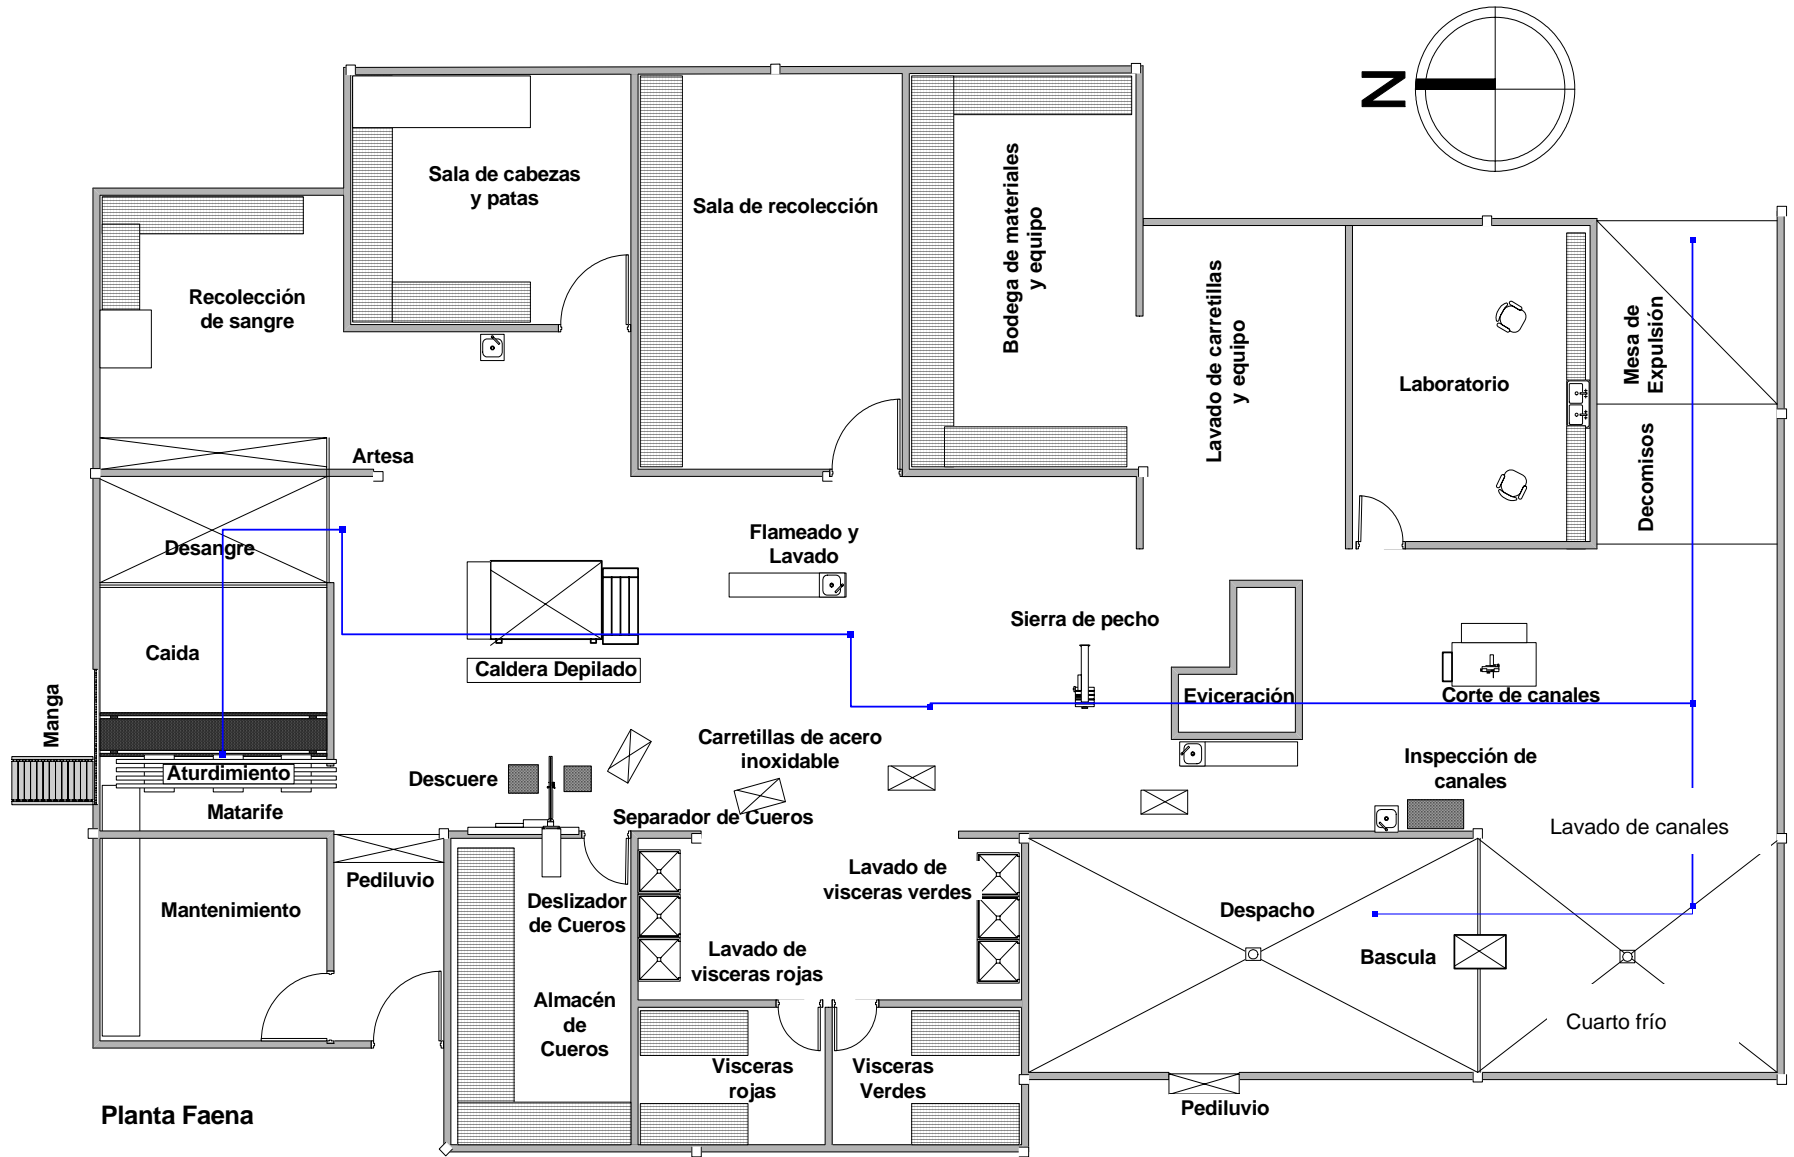 N
Sala de cabezas
y patas
Sala de recolección
Bodega de materiales
y equipo
Recolección
de sangre
Lavado de carretillas
y equipo
Laboratorio
Mesa de
Expulsión
Decomisos
Artesa
Desangre
Flameado y
Lavado
Sierra de pecho
Caida
Caldera Depilado
Manga
Eviceración
Corte de canales
Carretillas de acero
inoxidable
Inspección de
canales
Aturdimiento
Descuere
Matarife
Separador de Cueros
Lavado de canales
Pediluvio
Lavado de
visceras verdes
Mantenimiento
Deslizador
de Cueros
Despacho
Lavado de
visceras rojas
Bascula
Almacén
de
Cueros
Cuarto frío
Visceras
rojas
Visceras
Verdes
Planta Faena
Pediluvio